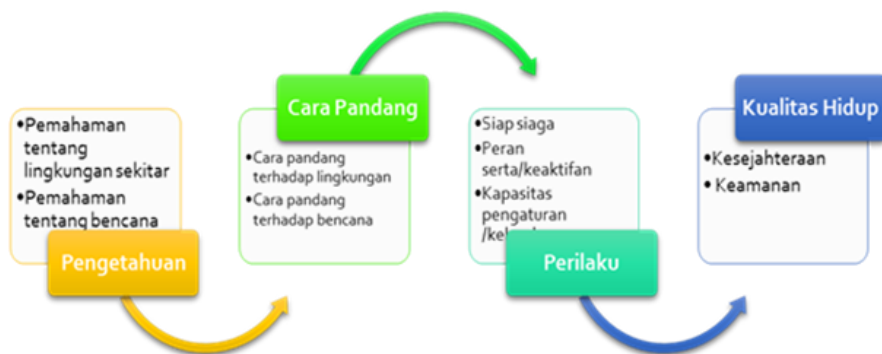 •Pemahaman
tentang
lingkungan sekitar
•Pemahaman
tentang bencana
Pengetahuan
Cara Pandang
•Cara pandang
terhadap lingkungan
•Cara pandang
terhadap bencana
•Siap siaga
•Peran
serta/keaktifan
•Kapasitas
pengaturan
Perilaku
Kualitas Hidup
•Kesejahteraan
• Keamanan